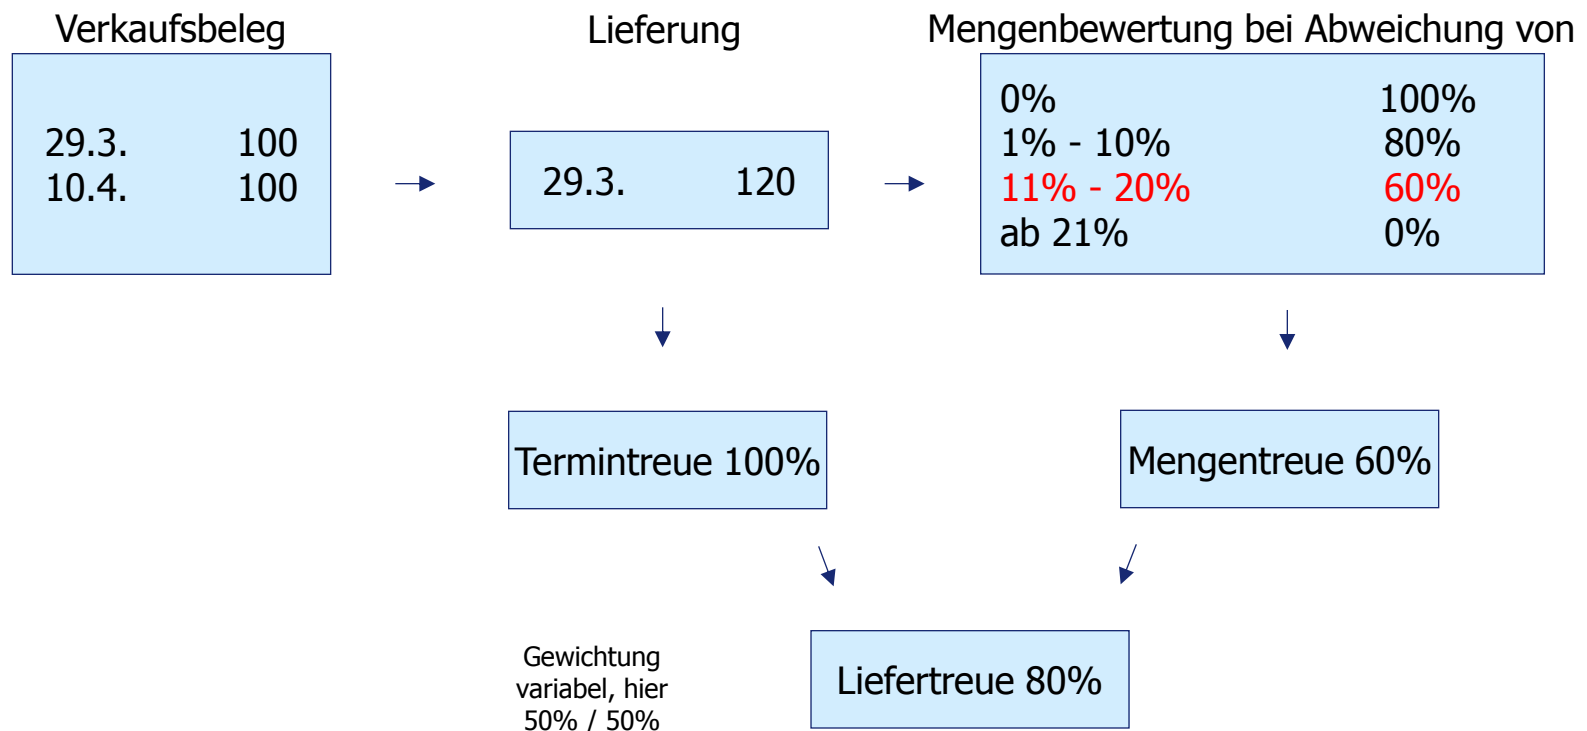 Verkaufsbeleg
29.3. 100
10.4. 100
Lieferung
29.3. 120
Mengenbewertung bei Abweichung von
0% 100%
1% - 10% 80%
11% - 20% 60%
ab 21% 0%
Termintreue 100%
Mengentreue 60%
Gewichtung
variabel, hier
50% / 50%
Liefertreue 80%